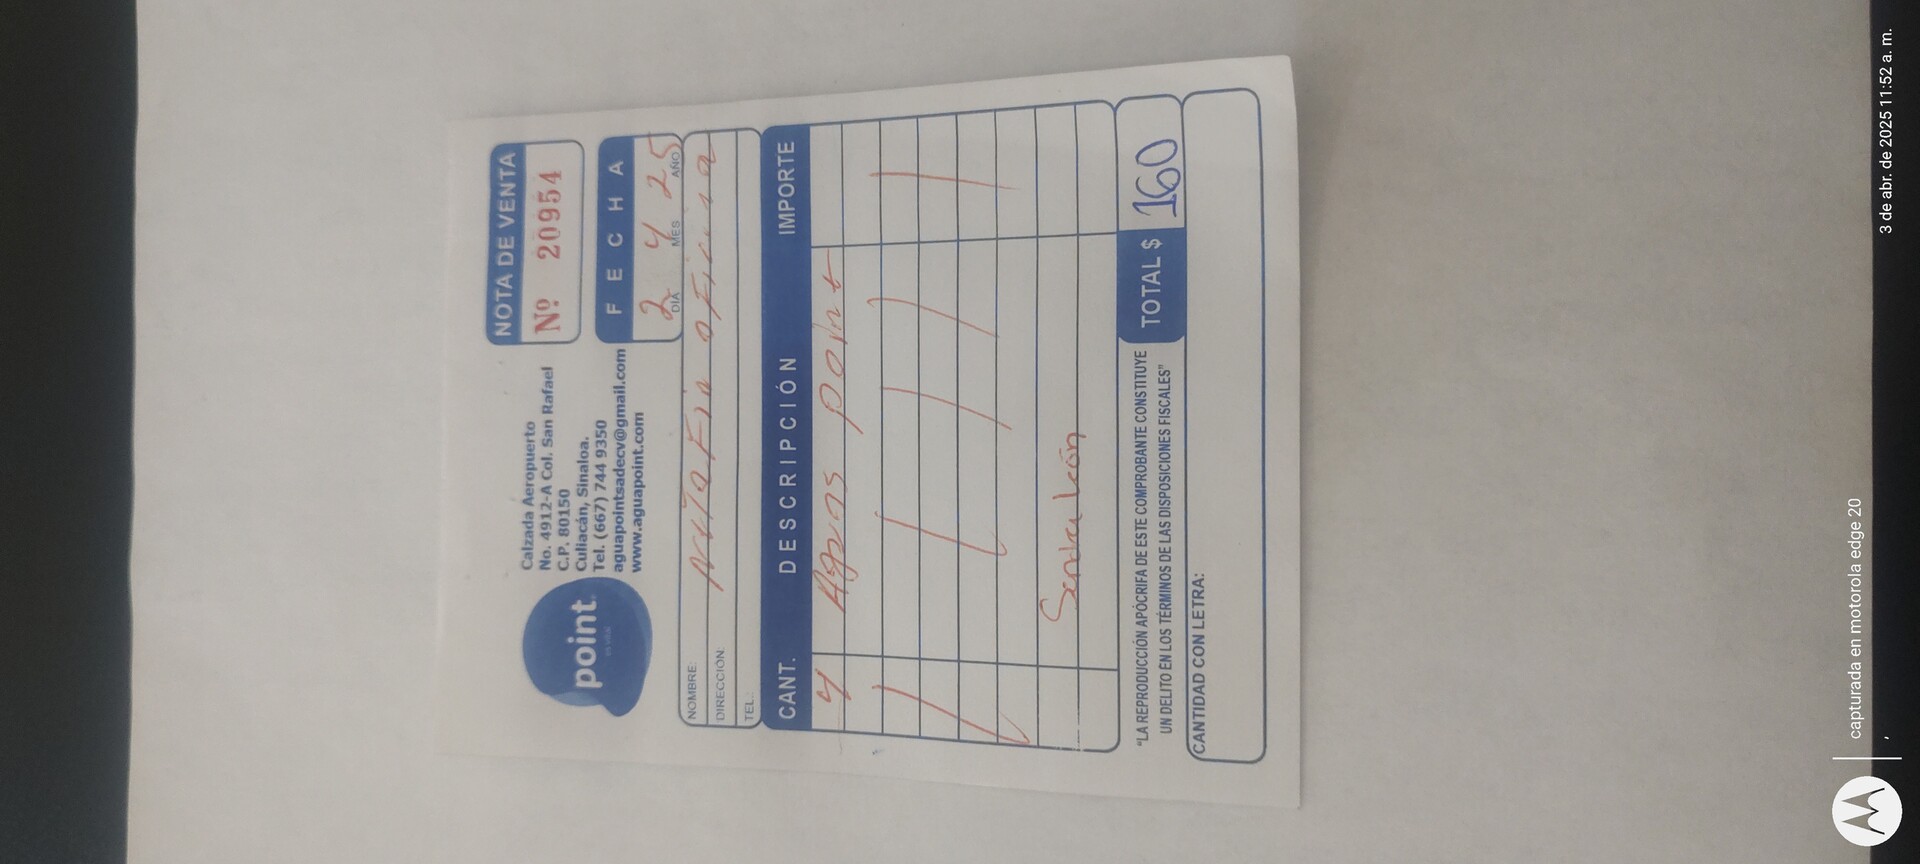 point
Calzada Aeropuerto
No. 4912-A Col. San Rafael
C.P. 80150
Culiacán, Sinaloa.
Tel. (667) 744 9350
aguapointsadecv@gmail.com
www.aguapoint.com
NOTA DE VENTA
Nº 20954
FECHA
2 4 25
DIA MES AÑO
NOMBRE: oficina
DIRECCIÓN:
TEL.:
CANT. DESCRIPCIÓN IMPORTE
4 Aguas point
"LA REPRODUCCIÓN APÓCRIFA DE ESTE COMPROBANTE CONSTITUYE
UN DELITO EN LOS TÉRMINOS DE LAS DISPOSICIONES FISCALES"
TOTAL $ 160
CANTIDAD CON LETRA:
capturada en motorola edge 20
3 de abr. de 2025 11:52 a. m.